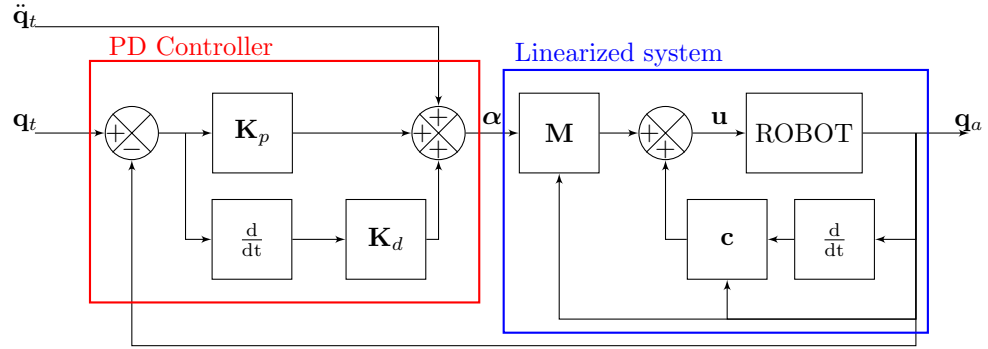 q̈_t
PD Controller
Linearized system
q_t
+
−
K_p
+
+
+
α
M
+
+
u
ROBOT
q_a
d/dt
K_d
c
d/dt